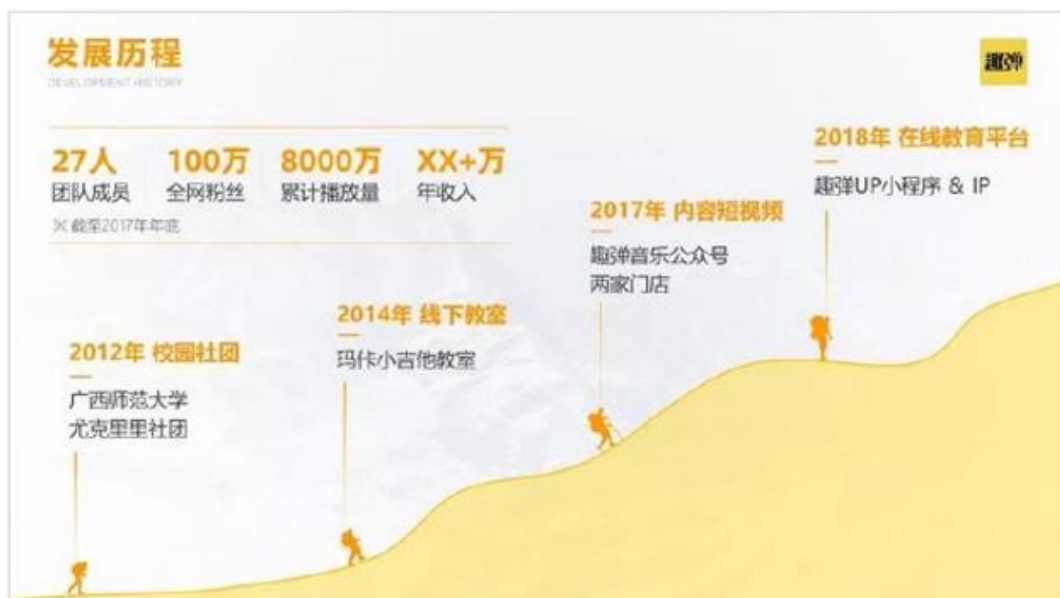 发展历程
DEVELOPMENT HISTORY
趣弹
27人
团队成员
100万
全网粉丝
8000万
累计播放量
XX+万
年收入
※ 截至2017年年底
2012年 校园社团
广西师范大学
尤克里里社团
2014年 线下教室
玛佧小吉他教室
2017年 内容短视频
趣弹音乐公众号
两家门店
2018年 在线教育平台
趣弹UP小程序 & IP